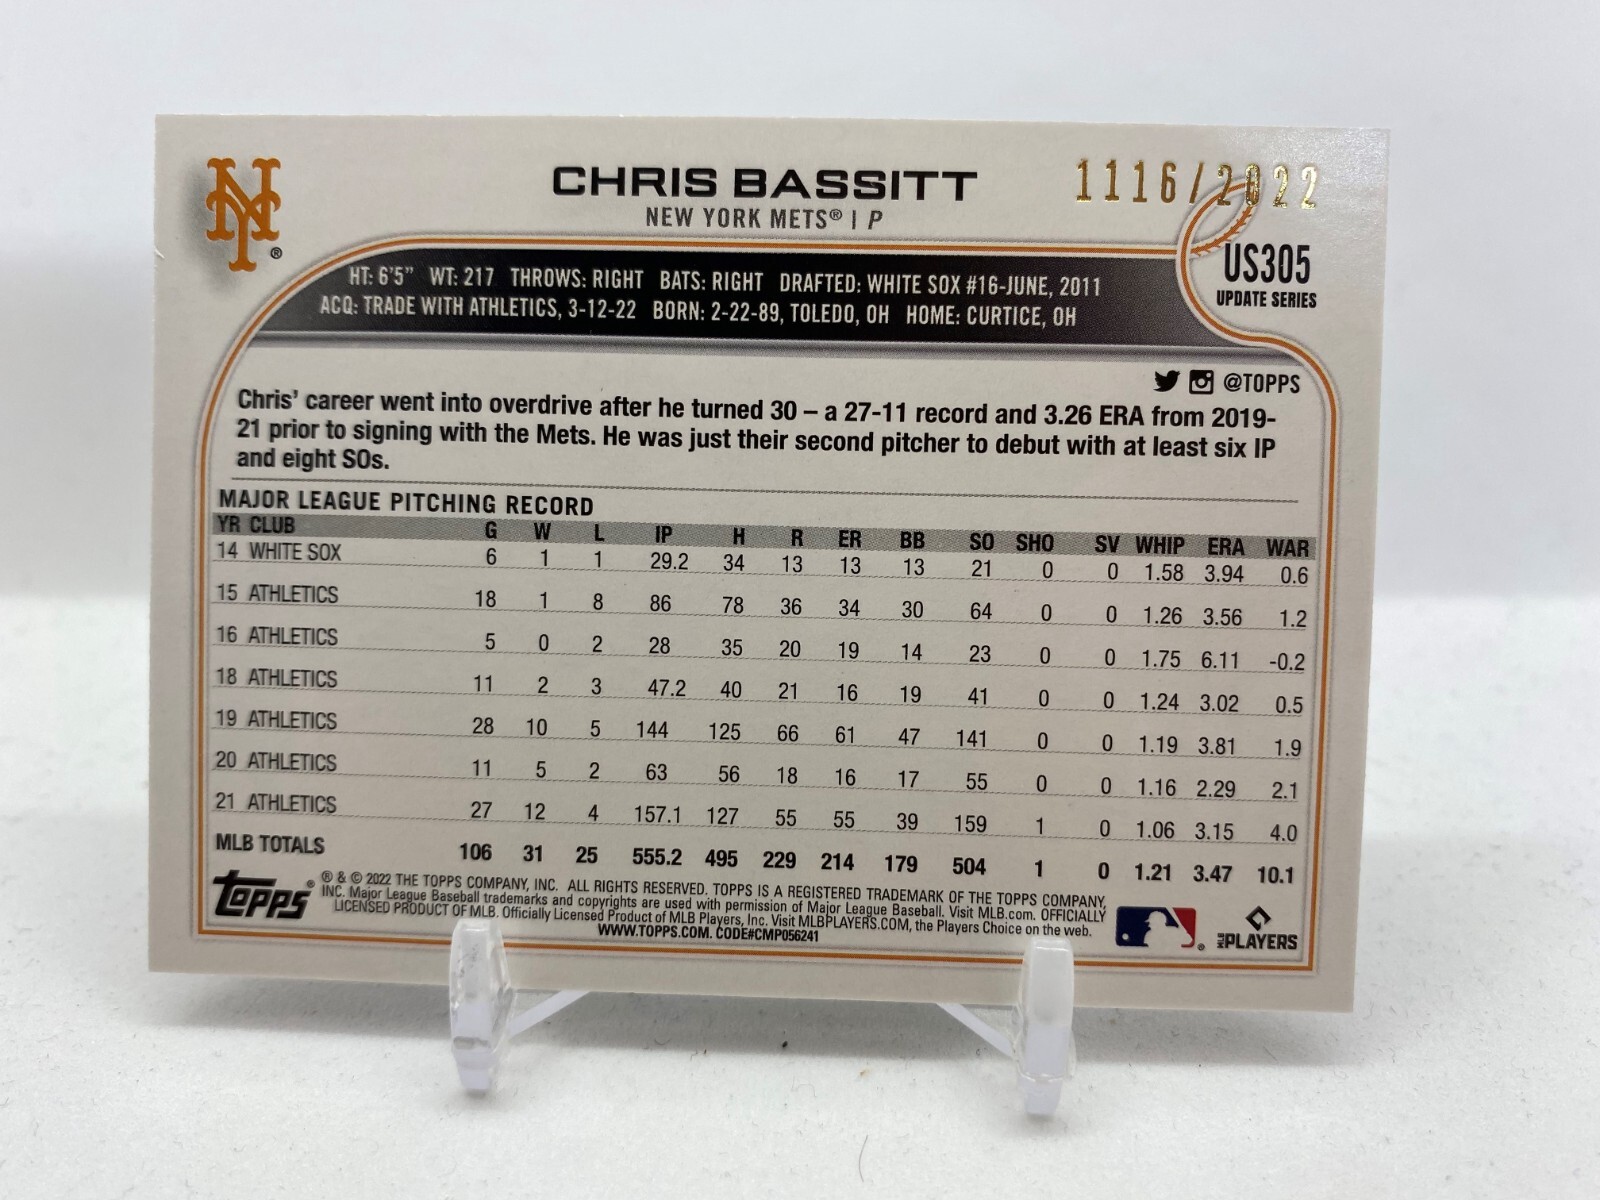 NY®
CHRIS BASSITT
1116/2022
NEW YORK METS® | P
US305
UPDATE SERIES
HT: 6'5" WT: 217 THROWS: RIGHT BATS: RIGHT DRAFTED: WHITE SOX #16-JUNE, 2011
ACQ: TRADE WITH ATHLETICS, 3-12-22 BORN: 2-22-89, TOLEDO, OH HOME: CURTICE, OH
@TOPPS
Chris' career went into overdrive after he turned 30 – a 27-11 record and 3.26 ERA from 2019-
21 prior to signing with the Mets. He was just their second pitcher to debut with at least six IP
and eight SOs.
MAJOR LEAGUE PITCHING RECORD
YR CLUB G W L IP H R ER BB SO SHO SV WHIP ERA WAR
14 WHITE SOX 6 1 1 29.2 34 13 13 13 21 0 0 1.58 3.94 0.6
15 ATHLETICS 18 1 8 86 78 36 34 30 64 0 0 1.26 3.56 1.2
16 ATHLETICS 5 0 2 28 35 20 19 14 23 0 0 1.75 6.11 -0.2
18 ATHLETICS 11 2 3 47.2 40 21 16 19 41 0 0 1.24 3.02 0.5
19 ATHLETICS 28 10 5 144 125 66 61 47 141 0 0 1.19 3.81 1.9
20 ATHLETICS 11 5 2 63 56 18 16 17 55 0 0 1.16 2.29 2.1
21 ATHLETICS 27 12 4 157.1 127 55 55 39 159 1 0 1.06 3.15 4.0
MLB TOTALS 106 31 25 555.2 495 229 214 179 504 1 0 1.21 3.47 10.1
topps®
® & © 2022 THE TOPPS COMPANY, INC. ALL RIGHTS RESERVED. TOPPS IS A REGISTERED TRADEMARK OF THE TOPPS COMPANY,
INC. Major League Baseball trademarks and copyrights are used with permission of Major League Baseball. Visit MLB.com. OFFICIALLY
LICENSED PRODUCT OF MLB. Officially Licensed Product of MLB Players, Inc. Visit MLBPLAYERS.COM, the Players Choice on the web.
WWW.TOPPS.COM. CODE#CMP056241
®
MLB PLAYERS